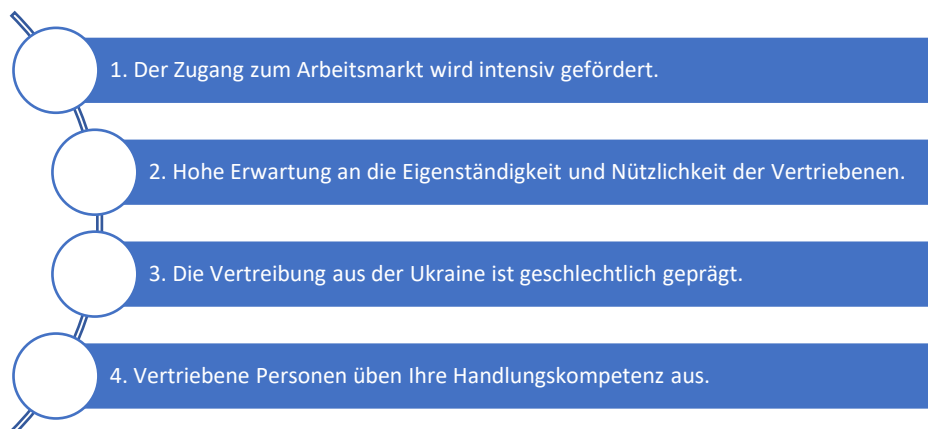 1. Der Zugang zum Arbeitsmarkt wird intensiv gefördert.
2. Hohe Erwartung an die Eigenständigkeit und Nützlichkeit der Vertriebenen.
3. Die Vertreibung aus der Ukraine ist geschlechtlich geprägt.
4. Vertriebene Personen üben Ihre Handlungskompetenz aus.